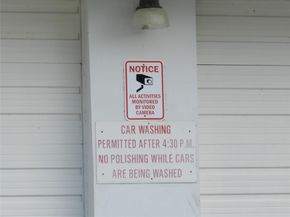 NOTICE
ALL ACTIVITIES
MONITORED
BY VIDEO
CAMERA
CAR WASHING
PERMITTED AFTER 4:30 P.M.
NO POLISHING WHILE CARS
ARE BEING WASHED